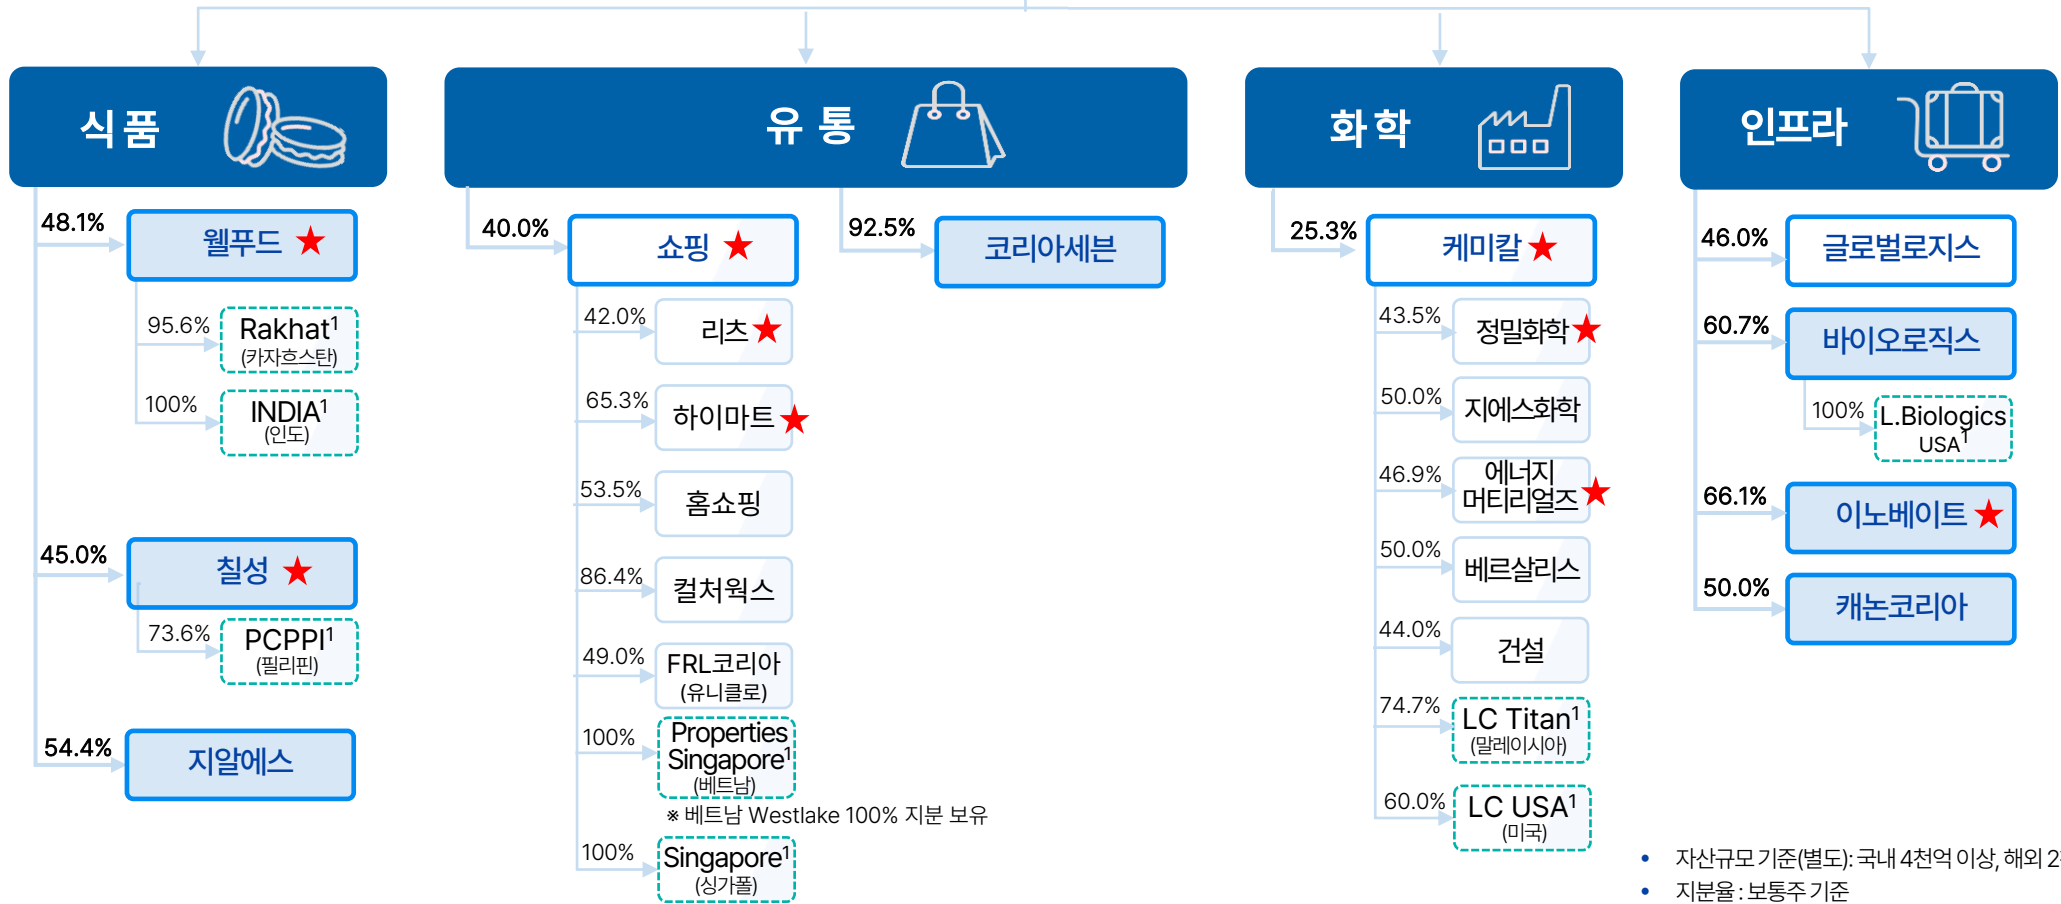 식품
48.1%
웰푸드
95.6%
Rakhat1
(카자흐스탄)
100%
INDIA1
(인도)
45.0%
칠성
73.6%
PCPPI1
(필리핀)
54.4%
지알에스
유통
40.0%
쇼핑
92.5%
코리아세븐
42.0%
리츠
65.3%
하이마트
53.5%
홈쇼핑
86.4%
컬처웍스
49.0%
FRL코리아
(유니클로)
100%
Properties
Singapore1
(베트남)
※ 베트남 Westlake 100% 지분 보유
100%
Singapore1
(싱가폴)
화학
25.3%
케미칼
43.5%
정밀화학
50.0%
지에스화학
46.9%
에너지
머티리얼즈
50.0%
베르살리스
44.0%
건설
74.7%
LC Titan1
(말레이시아)
60.0%
LC USA1
(미국)
인프라
46.0%
글로벌로지스
60.7%
바이오로직스
100%
L.Biologics
USA1
66.1%
이노베이트
50.0%
캐논코리아
• 자산규모 기준(별도): 국내 4천억 이상, 해외 2
• 지분율 : 보통주 기준